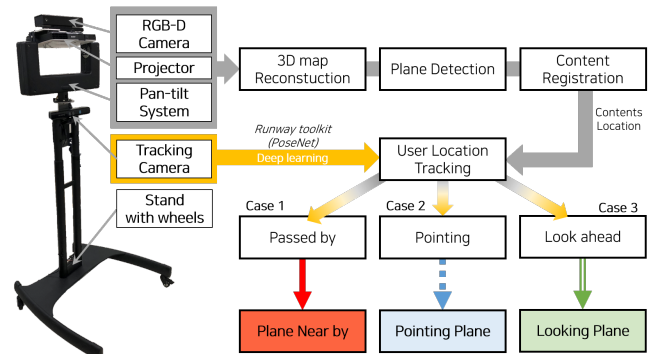 RGB-D
Camera
Projector
Pan-tilt
System
3D map
Reconstuction
Plane Detection
Content
Registration
Contents
Location
Tracking
Camera
Runway toolkit
(PoseNet)
Deep learning
User Location
Tracking
Stand
with wheels
Case 1
Case 2
Case 3
Passed by
Pointing
Look ahead
Plane Near by
Pointing Plane
Looking Plane